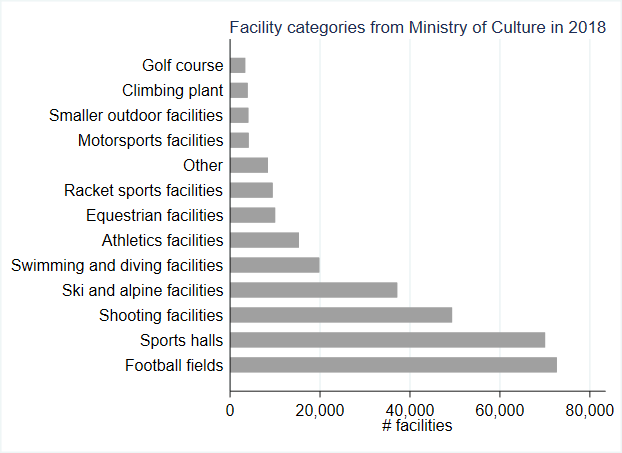 Facility categories from Ministry of Culture in 2018
Golf course
Climbing plant
Smaller outdoor facilities
Motorsports facilities
Other
Racket sports facilities
Equestrian facilities
Athletics facilities
Swimming and diving facilities
Ski and alpine facilities
Shooting facilities
Sports halls
Football fields
0 20,000 40,000 60,000 80,000
# facilities